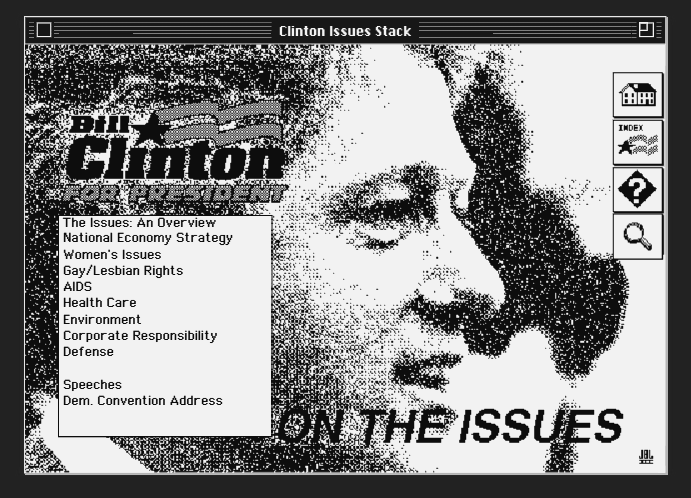 Clinton Issues Stack
Bill
Clinton
FOR PRESIDENT
INDEX
The Issues: An Overview
National Economy Strategy
Women's Issues
Gay/Lesbian Rights
AIDS
Health Care
Environment
Corporate Responsibility
Defense
Speeches
Dem. Convention Address
ON THE ISSUES